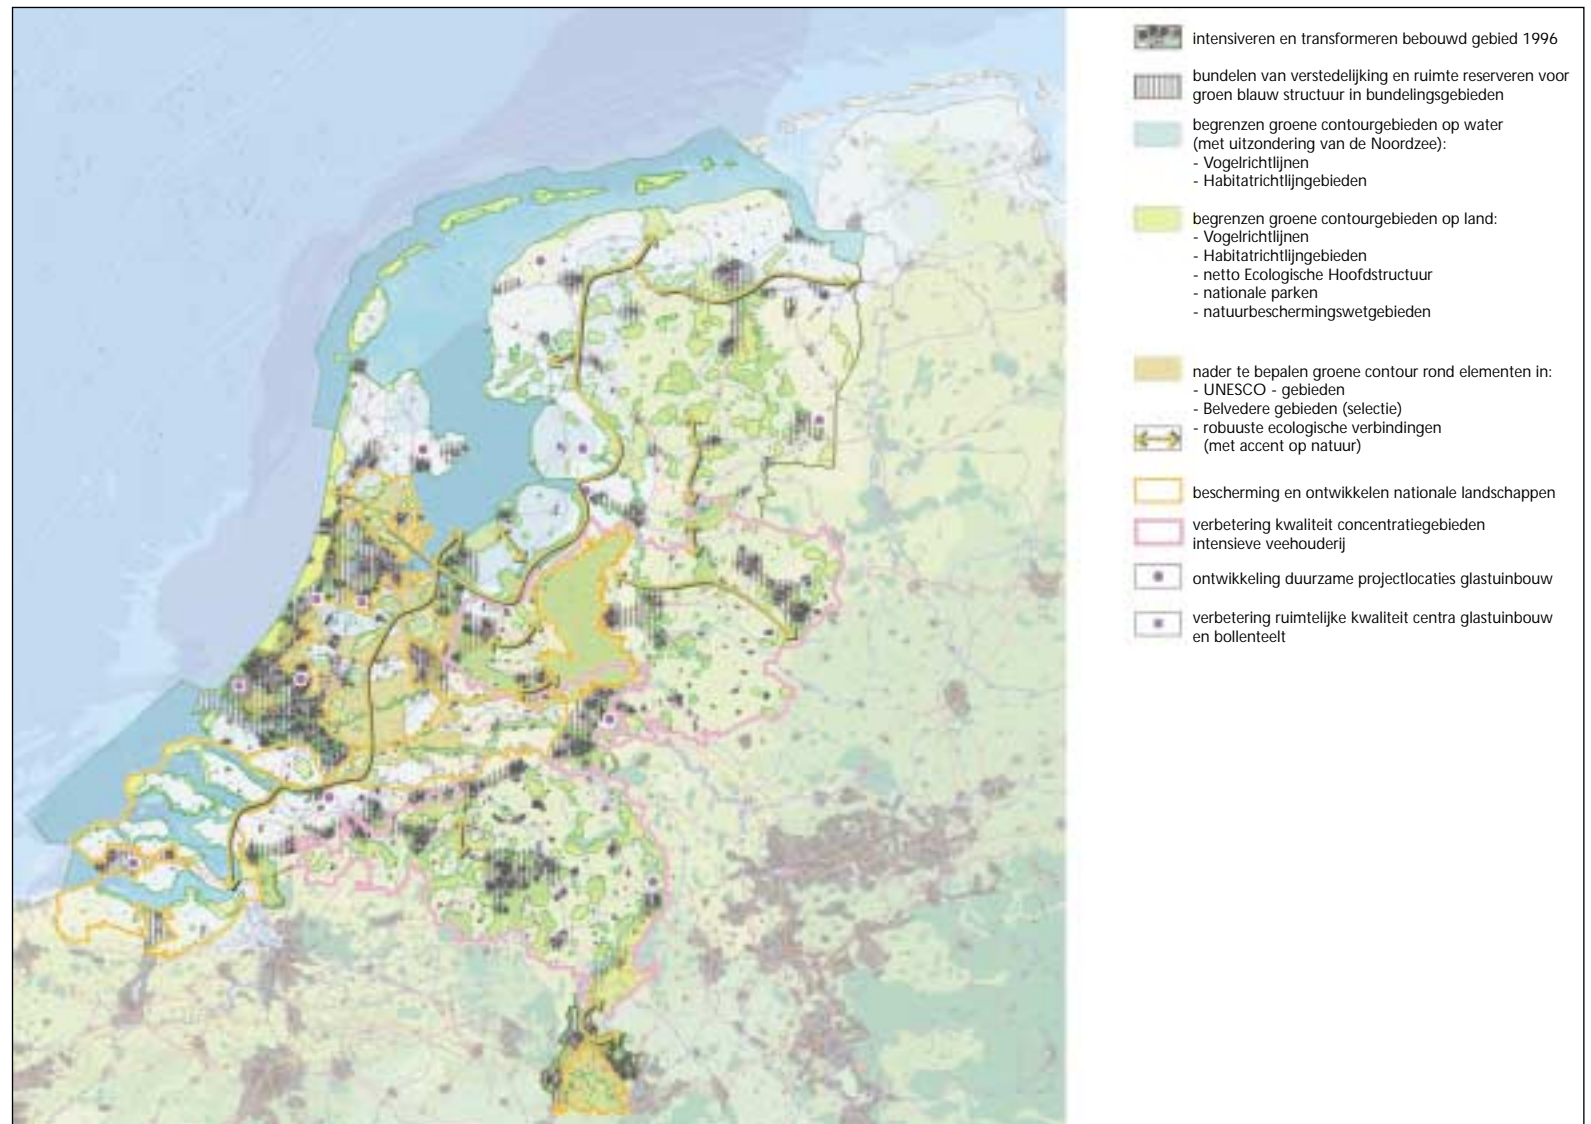 intensiveren en transformeren bebouwd gebied 1996
bundelen van verstedelijking en ruimte reserveren voor
groen blauw structuur in bundelingsgebieden
begrenzen groene contourgebieden op water
(met uitzondering van de Noordzee):
- Vogelrichtlijnen
- Habitatrichtlijngebieden
begrenzen groene contourgebieden op land:
- Vogelrichtlijnen
- Habitatrichtlijngebieden
- netto Ecologische Hoofdstructuur
- nationale parken
- natuurbeschermingswetgebieden
nader te bepalen groene contour rond elementen in:
- UNESCO - gebieden
- Belvedere gebieden (selectie)
- robuuste ecologische verbindingen
(met accent op natuur)
bescherming en ontwikkelen nationale landschappen
verbetering kwaliteit concentratiegebieden
intensieve veehouderij
ontwikkeling duurzame projectlocaties glastuinbouw
verbetering ruimtelijke kwaliteit centra glastuinbouw
en bollenteelt